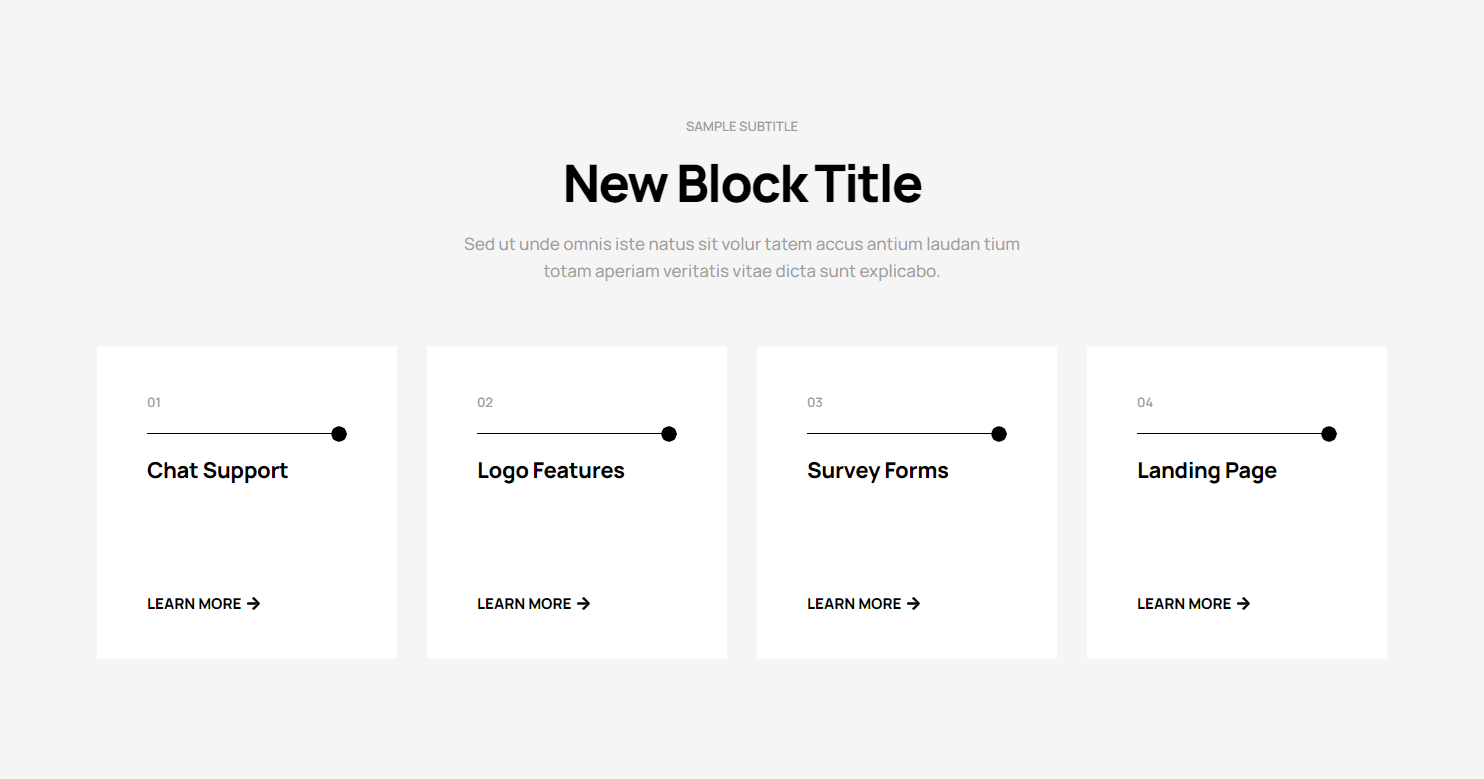 SAMPLE SUBTITLE
New Block Title
Sed ut unde omnis iste natus sit volur tatem accus antium laudan tium
totam aperiam veritatis vitae dicta sunt explicabo.
01
Chat Support
LEARN MORE →
02
Logo Features
LEARN MORE →
03
Survey Forms
LEARN MORE →
04
Landing Page
LEARN MORE →